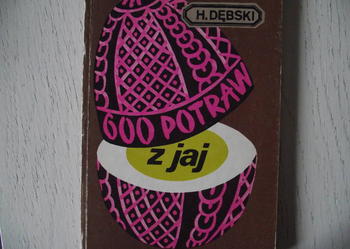 H. DĘBSKI
600 POTRAW
z jaj